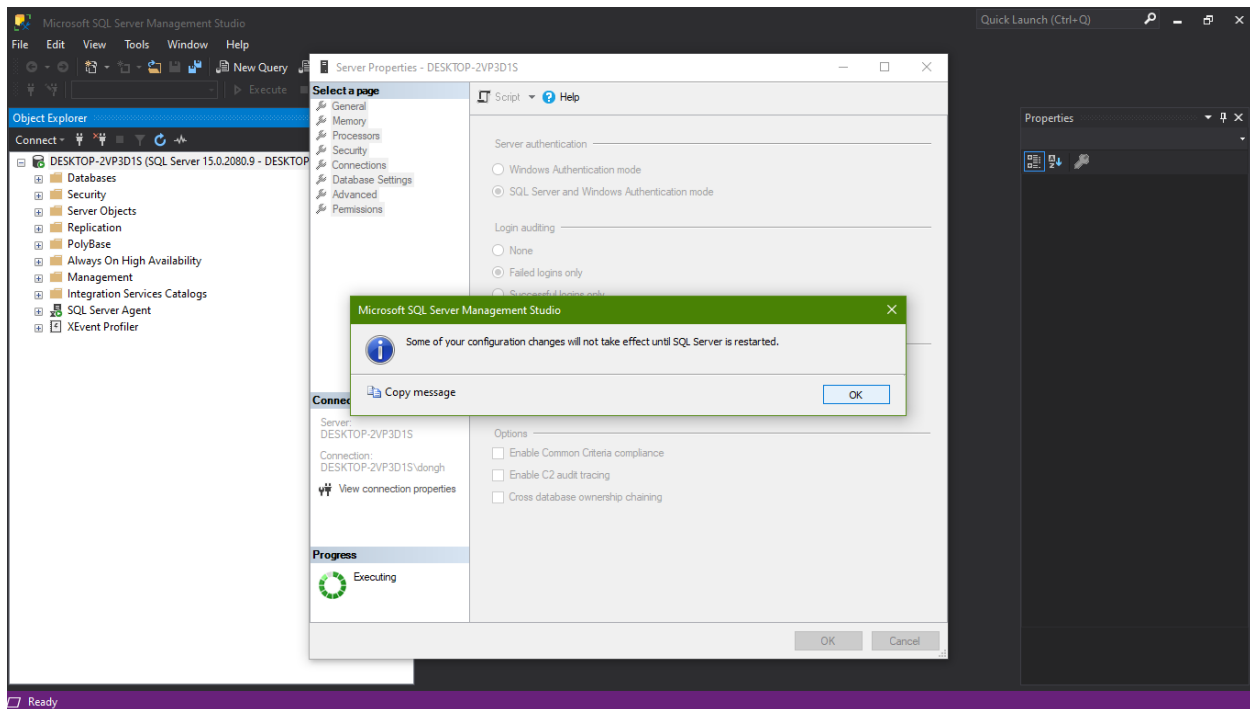 Microsoft SQL Server Management Studio
Quick Launch (Ctrl+Q)
File Edit View Tools Window Help
New Query
Execute
Object Explorer
Connect
DESKTOP-2VP3D1S (SQL Server 15.0.2080.9 - DESKTOP
Databases
Security
Server Objects
Replication
PolyBase
Always On High Availability
Management
Integration Services Catalogs
SQL Server Agent
XEvent Profiler
Server Properties - DESKTOP-2VP3D1S
Select a page
General
Memory
Processors
Security
Connections
Database Settings
Advanced
Permissions
Script Help
Server authentication
Windows Authentication mode
SQL Server and Windows Authentication mode
Login auditing
None
Failed logins only
Successful logins only
Microsoft SQL Server Management Studio
Some of your configuration changes will not take effect until SQL Server is restarted.
Copy message
OK
Connec
Server:
DESKTOP-2VP3D1S
Connection:
DESKTOP-2VP3D1S\dongh
View connection properties
Options
Enable Common Criteria compliance
Enable C2 audit tracing
Cross database ownership chaining
Progress
Executing
OK Cancel
Properties
Ready